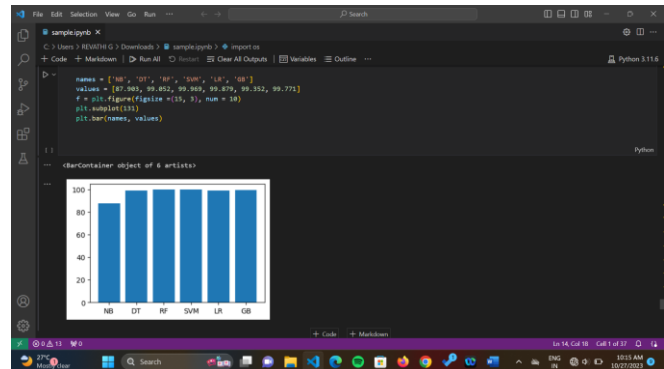 File Edit Selection View Go Run ... Search
sample.ipynb
C: > Users > REVATHI G > Downloads > sample.ipynb > import os
+ Code + Markdown | Run All Restart Clear All Outputs | Variables Outline ... Python 3.11.6
names = ['NB', 'DT', 'RF', 'SVM', 'LR', 'GB']
values = [87.903, 99.052, 99.969, 99.879, 99.352, 99.771]
f = plt.figure(figsize =(15, 3), num = 10)
plt.subplot(131)
plt.bar(names, values)
[ ] Python
... <BarContainer object of 6 artists>
...
100
80
60
40
20
0
NB DT RF SVM LR GB
+ Code + Markdown
0 13 0 Ln 14, Col 18 Cell 1 of 37
27°C Search ENG 10:15 AM
Mostly clear IN 10/27/2023